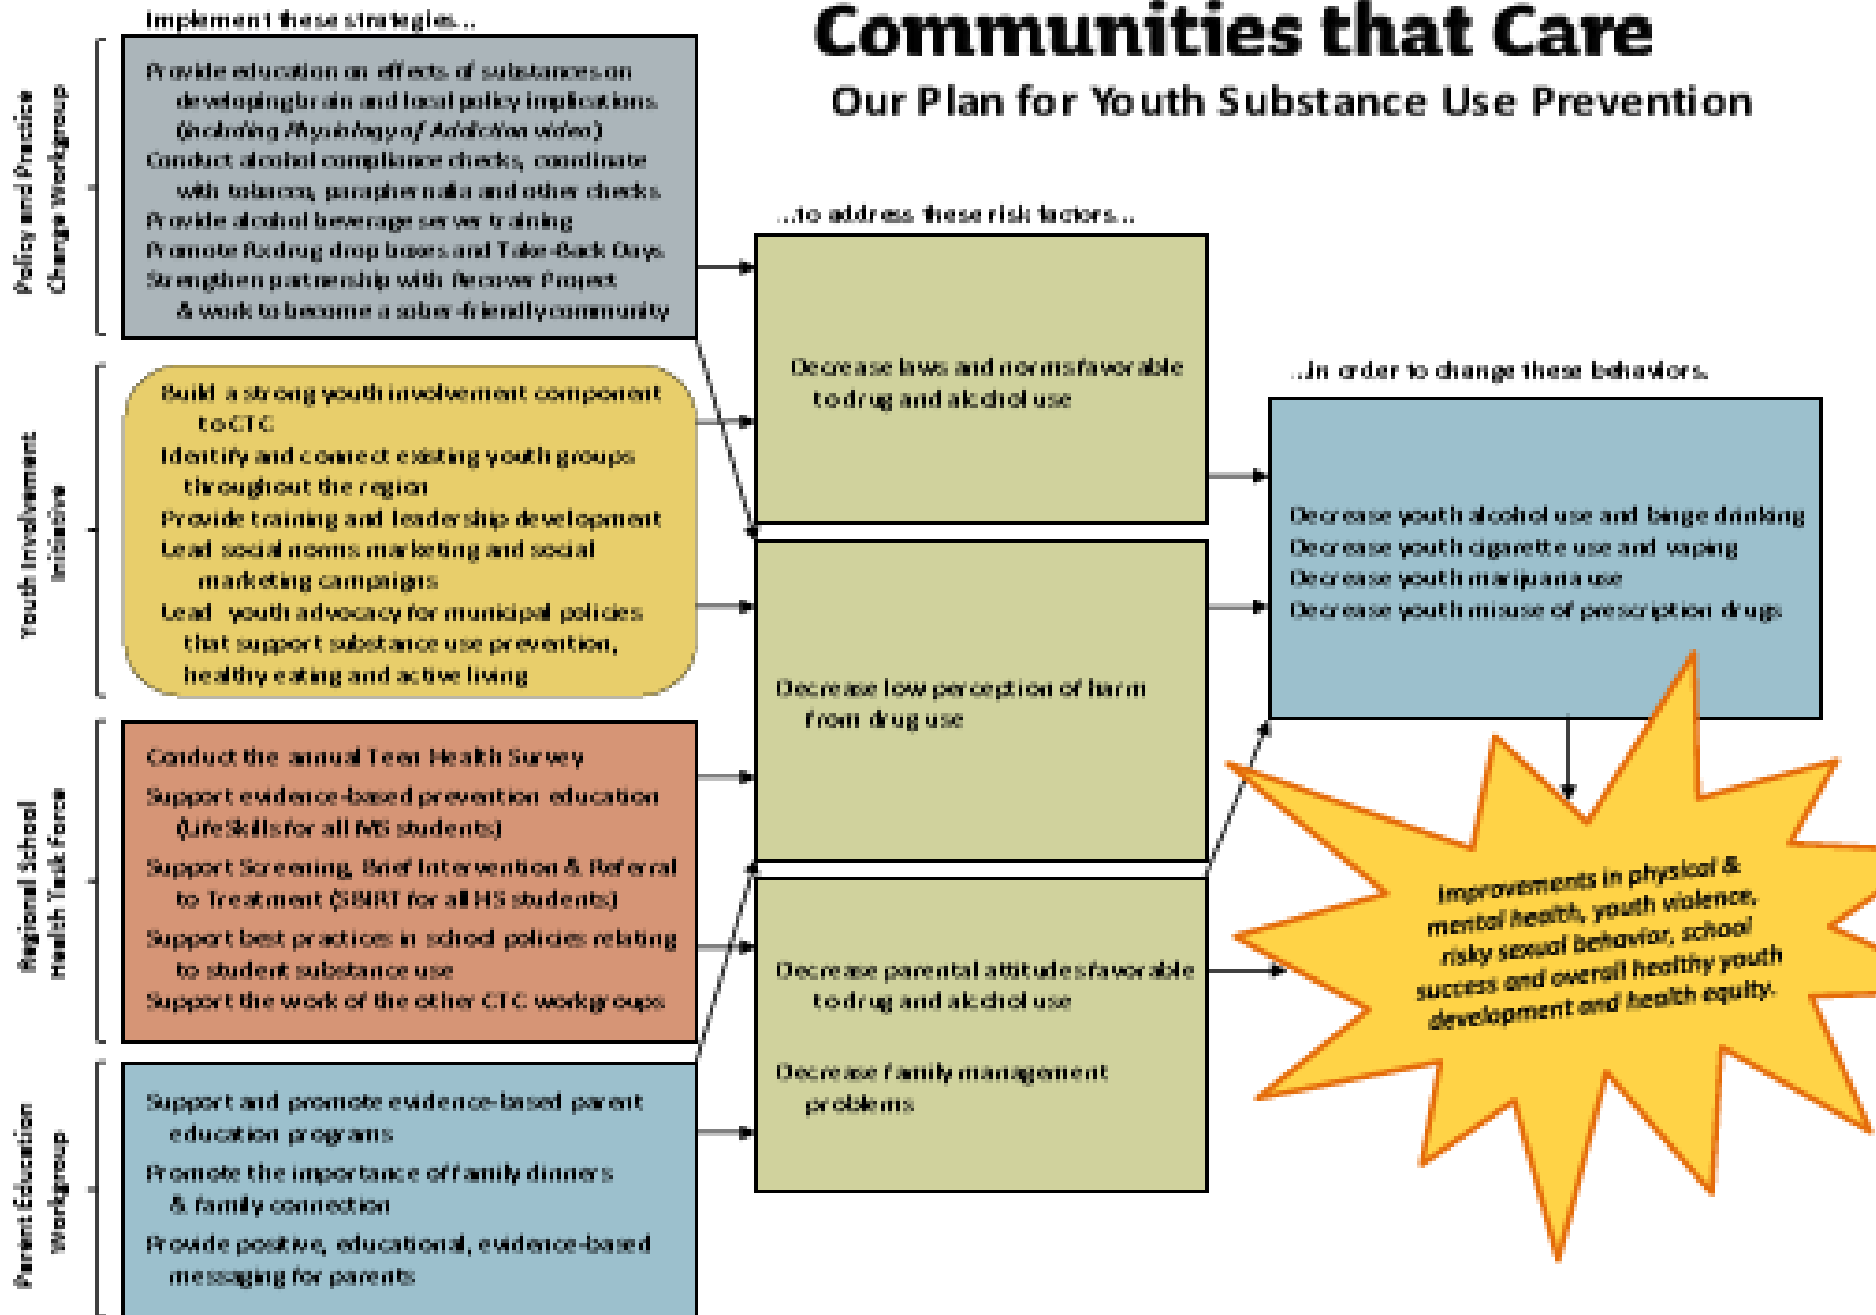 Communities that Care
Our Plan for Youth Substance Use Prevention
Implement these strategies...
Policy and Practice
Change Workgroup
Provide education on effects of substances on
developing brain and local policy implications
(including Physiology of Addiction video)
Conduct alcohol compliance checks, coordinate
with tobacco, paraphernalia and other checks
Provide alcohol beverage server training
Promote Rx drug drop boxes and Take-Back Days
Strengthen partnership with Recover Project
& work to become a sober-friendly community
Youth Involvement
Initiative
Build a strong youth involvement component
to CTC
Identify and connect existing youth groups
throughout the region
Provide training and leadership development
Lead social norms marketing and social
marketing campaigns
Lead youth advocacy for municipal policies
that support substance use prevention,
healthy eating and active living
Regional School
Health Task Force
Conduct the annual Teen Health Survey
Support evidence-based prevention education
(LifeSkills for all MS students)
Support Screening, Brief Intervention & Referral
to Treatment (SBIRT for all HS students)
Support best practices in school policies relating
to student substance use
Support the work of the other CTC workgroups
Parent Education
Workgroup
Support and promote evidence-based parent
education programs
Promote the importance of family dinners
& family connection
Provide positive, educational, evidence-based
messaging for parents
...to address these risk factors...
Decrease laws and norms favorable
to drug and alcohol use
Decrease low perception of harm
from drug use
Decrease parental attitudes favorable
to drug and alcohol use
Decrease family management
problems
...in order to change these behaviors.
Decrease youth alcohol use and binge drinking
Decrease youth cigarette use and vaping
Decrease youth marijuana use
Decrease youth misuse of prescription drugs
Improvements in physical &
mental health, youth violence,
risky sexual behavior, school
success and overall healthy youth
development and health equity.